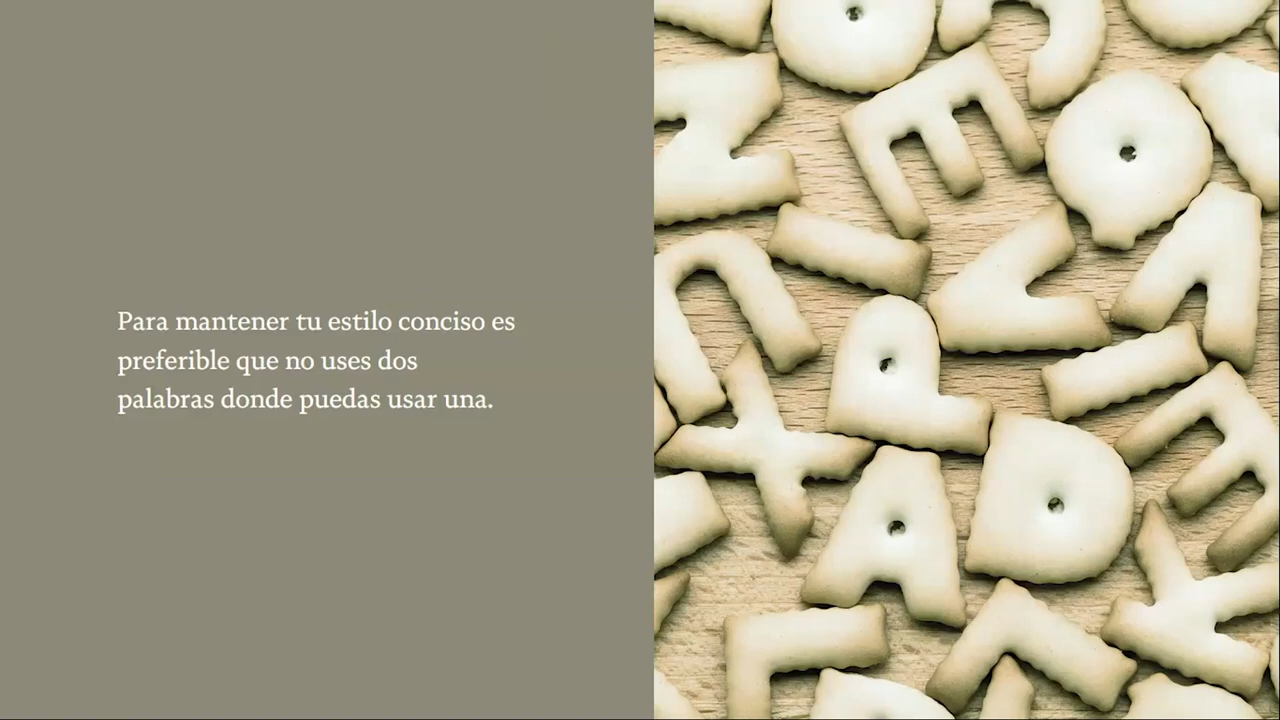 Para mantener tu estilo conciso es
preferible que no uses dos
palabras donde puedas usar una.